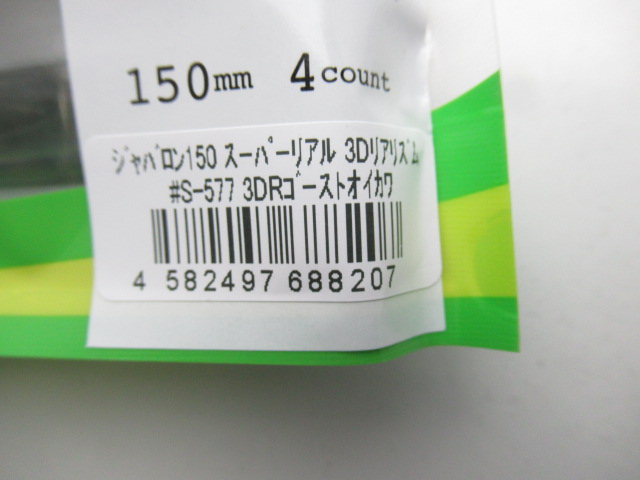 150mm 4count
ｼﾞｬﾊﾞﾛﾝ150 ｽｰﾊﾟｰﾘｱﾙ 3Dﾘｱﾘｽﾞﾑ
#S-577 3DRｺﾞｰｽﾄｵｲｶﾜ
4 582497 688207